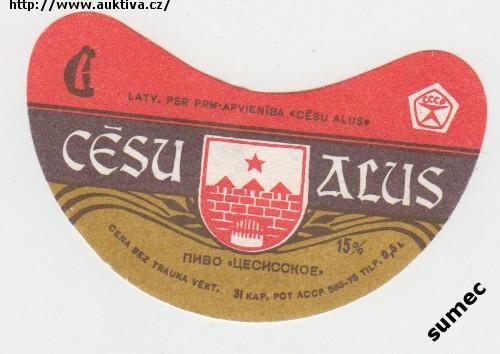 http://www.auktiva.cz/
LATV. PSR PRM-APVIENĪBA «CĒSU ALUS»
СССР
CĒSU ALUS
ПИВО «ЦЕСИССКОЕ»
15%
CENA BEZ TRAUKA VĒRT. 31 KAP. РСТ ЛССР 583-75 TILP. 0,5 L
sumec